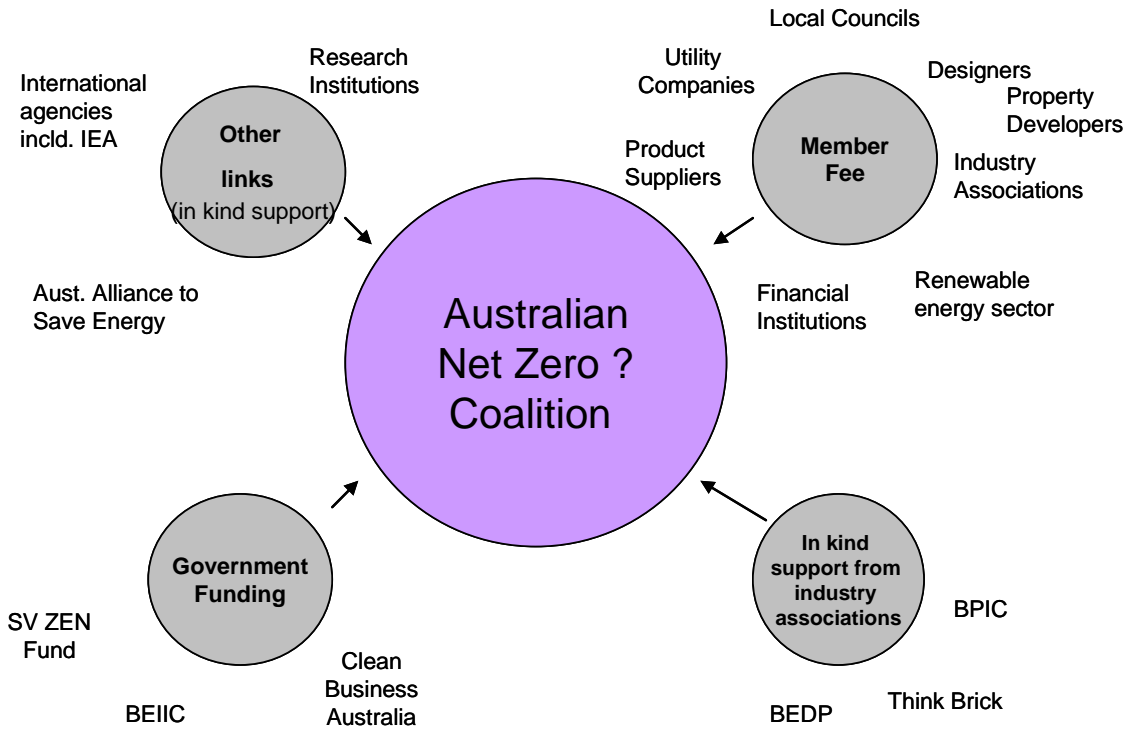 Local Councils
Research
Institutions
Utility
Companies
International
agencies
incld. IEA
Designers
Property
Developers
Other
links
(in kind support)
Member
Fee
Product
Suppliers
Industry
Associations
Aust. Alliance to
Save Energy
Financial
Institutions
Renewable
energy sector
Australian
Net Zero ?
Coalition
Government
Funding
In kind
support from
industry
associations
SV ZEN
Fund
BPIC
Clean
Business
Australia
BEIIC
BEDP
Think Brick